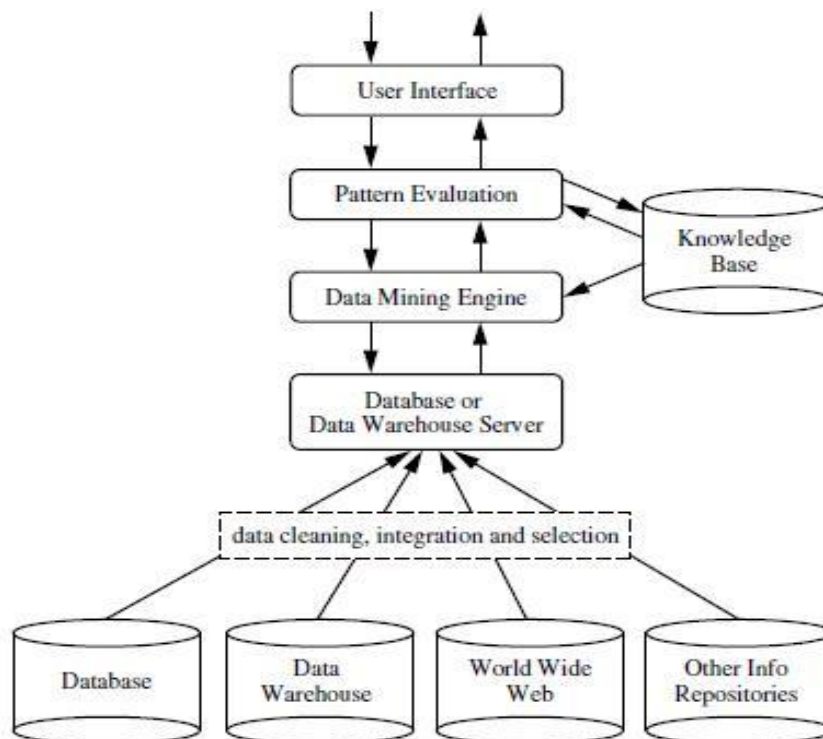 User Interface
Pattern Evaluation
Knowledge
Base
Data Mining Engine
Database or
Data Warehouse Server
data cleaning, integration and selection
Database
Data
Warehouse
World Wide
Web
Other Info
Repositories